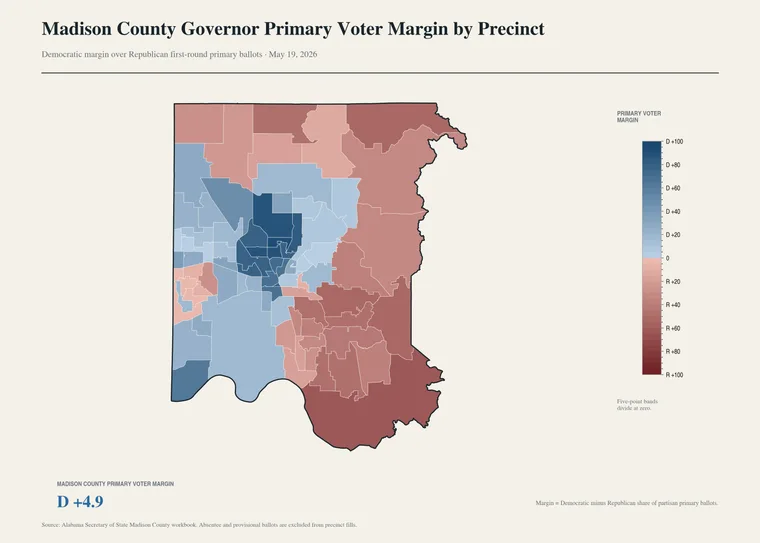 Madison County Governor Primary Voter Margin by Precinct
Democratic margin over Republican first-round primary ballots · May 19, 2026
PRIMARY VOTER
MARGIN
D +100
D +80
D +60
D +40
D +20
0
R +20
R +40
R +60
R +80
R +100
Five-point bands
divide at zero.
MADISON COUNTY PRIMARY VOTER MARGIN
D +4.9
Margin = Democratic minus Republican share of partisan primary ballots.
Source: Alabama Secretary of State Madison County workbook. Absentee and provisional ballots are excluded from precinct fills.